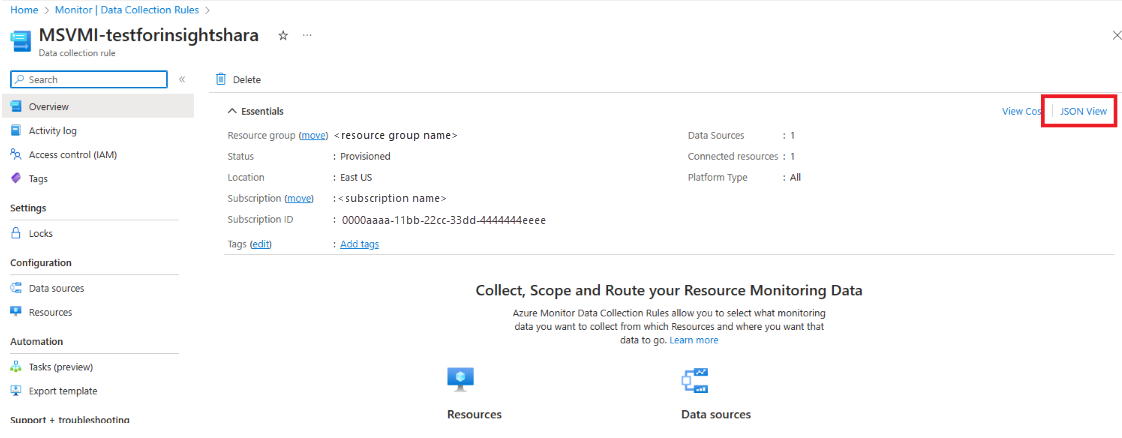 Home > Monitor | Data Collection Rules >
MSVMI-testforinsightshara
Data collection rule
Search
Delete
Overview
Activity log
Access control (IAM)
Tags
Settings
Locks
Configuration
Data sources
Resources
Automation
Tasks (preview)
Export template
Support + troubleshooting
Essentials
View Cos JSON View
Resource group (move) <resource group name>
Status : Provisioned
Location : East US
Subscription (move) : <subscription name>
Subscription ID : 0000aaaa-11bb-22cc-33dd-4444444eeee
Tags (edit) : Add tags
Data Sources : 1
Connected resources : 1
Platform Type : All
Collect, Scope and Route your Resource Monitoring Data
Azure Monitor Data Collection Rules allow you to select what monitoring
data you want to collect from which Resources and where you want that
data to go. Learn more
Resources
Data sources